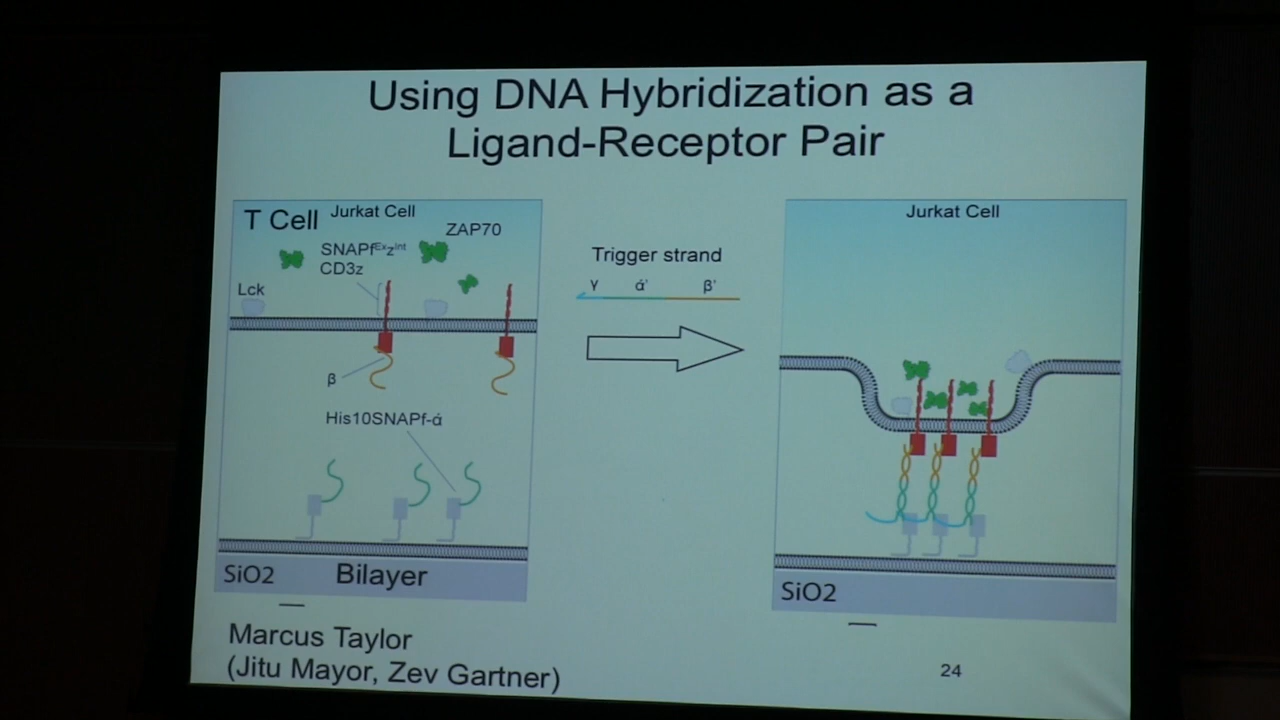 Using DNA Hybridization as a
Ligand-Receptor Pair
T Cell
Jurkat Cell
ZAP70
SNAPfᴱˣzᴵⁿᵗ
CD3z
Lck
β
His10SNAPf-ά
SiO2
Bilayer
Trigger strand
γ ά' β'
Jurkat Cell
SiO2
Marcus Taylor
(Jitu Mayor, Zev Gartner)
24